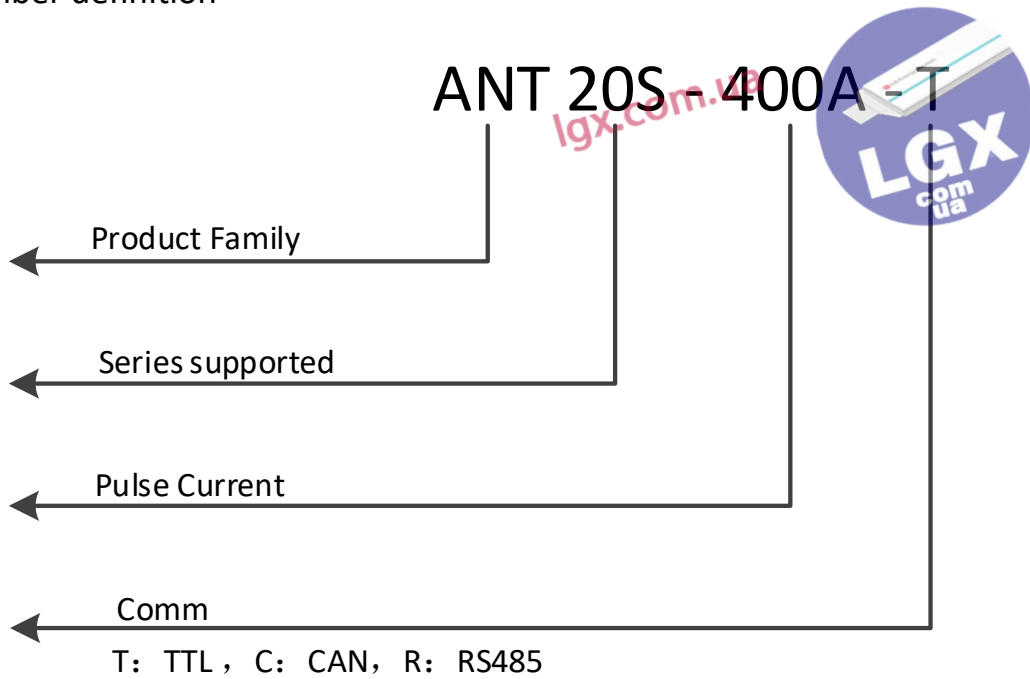 definition
ANT 20S - 400A - T
lgx.com.ua
LGX
com
ua
Product Family
Series supported
Pulse Current
Comm
T： TTL ， C： CAN， R： RS485